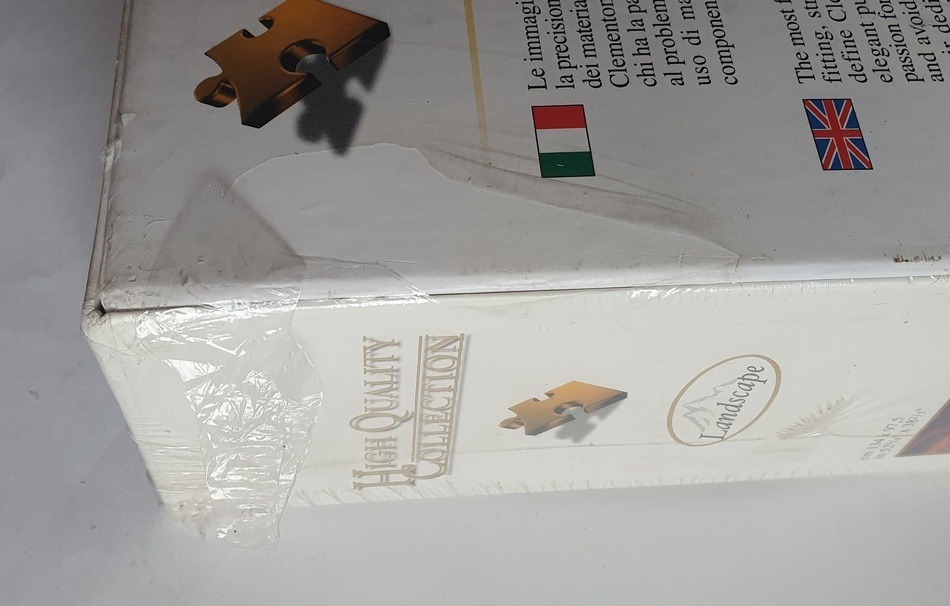 Le immagi
la precision
dei materia
Clementon
chi ha la pa
al problem
uso di ma
componen
The most f
fitting, str
define Cle
elegant pu
passion for
and avoid
HIGH QUALITY
COLLECTION
Landscape